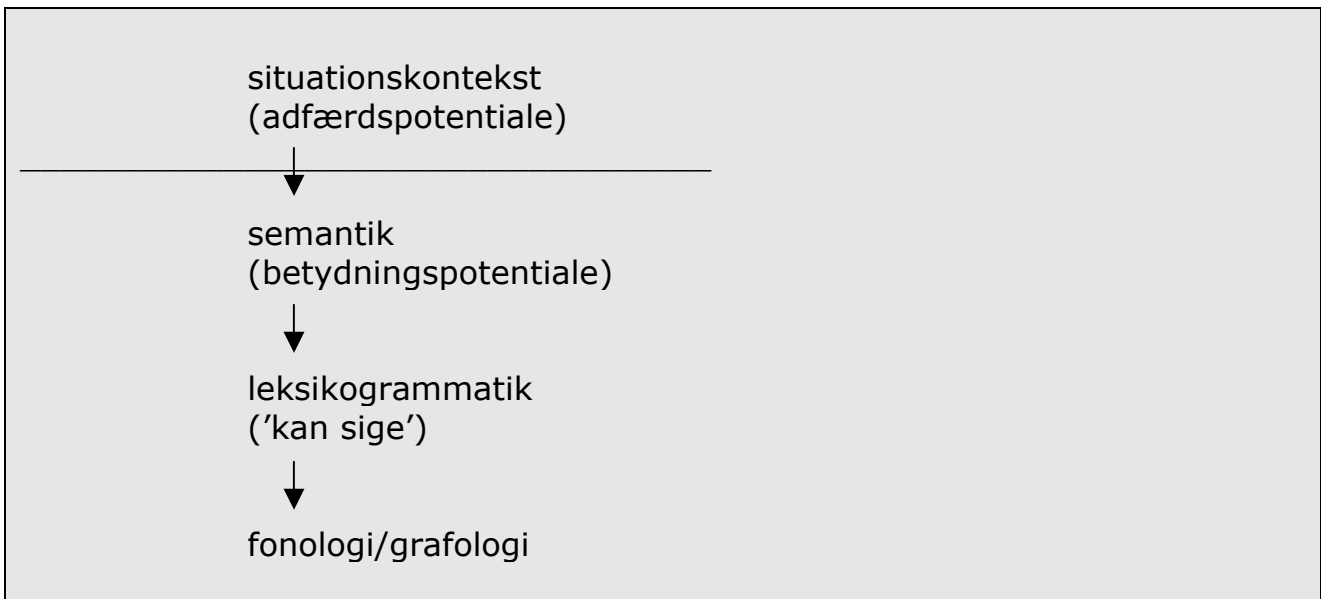 situationskontekst
(adfærdspotentiale)
semantik
(betydningspotentiale)
leksikogrammatik
(’kan sige’)
fonologi/grafologi